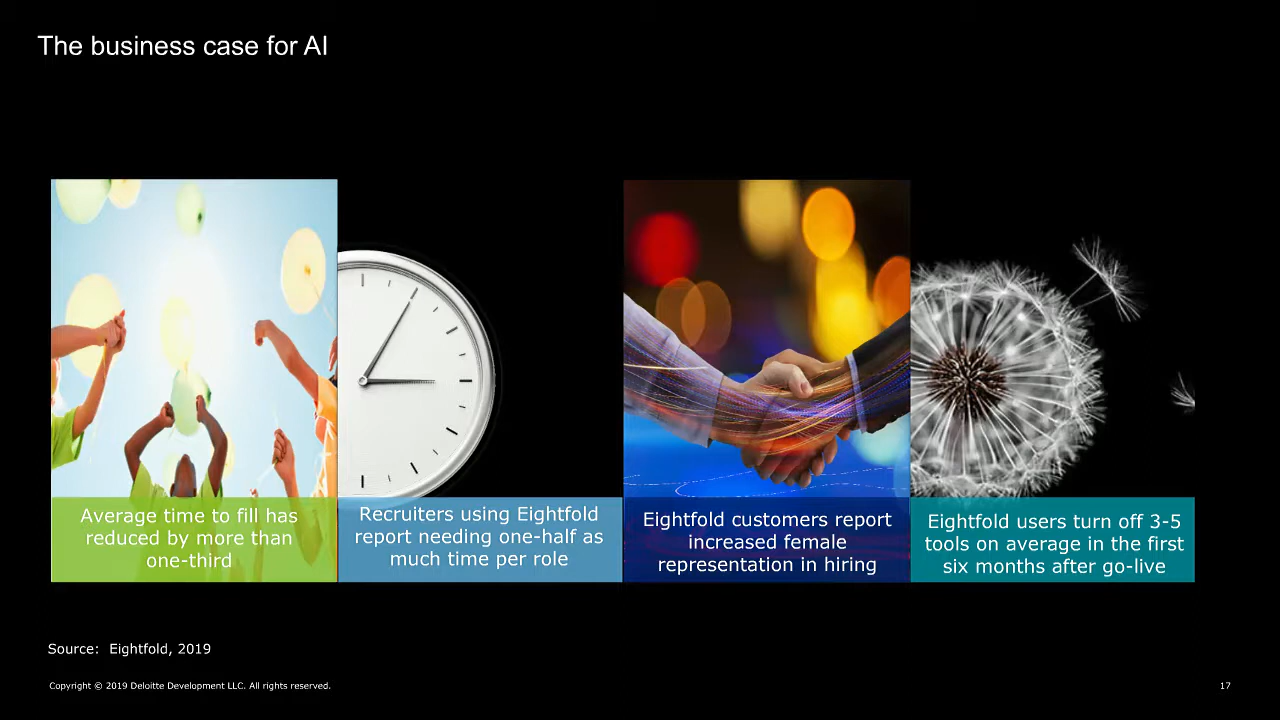 The business case for AI
Average time to fill has
reduced by more than
one-third
Recruiters using Eightfold
report needing one-half as
much time per role
Eightfold customers report
increased female
representation in hiring
Eightfold users turn off 3-5
tools on average in the first
six months after go-live
Source:  Eightfold, 2019
Copyright © 2019 Deloitte Development LLC. All rights reserved.
17